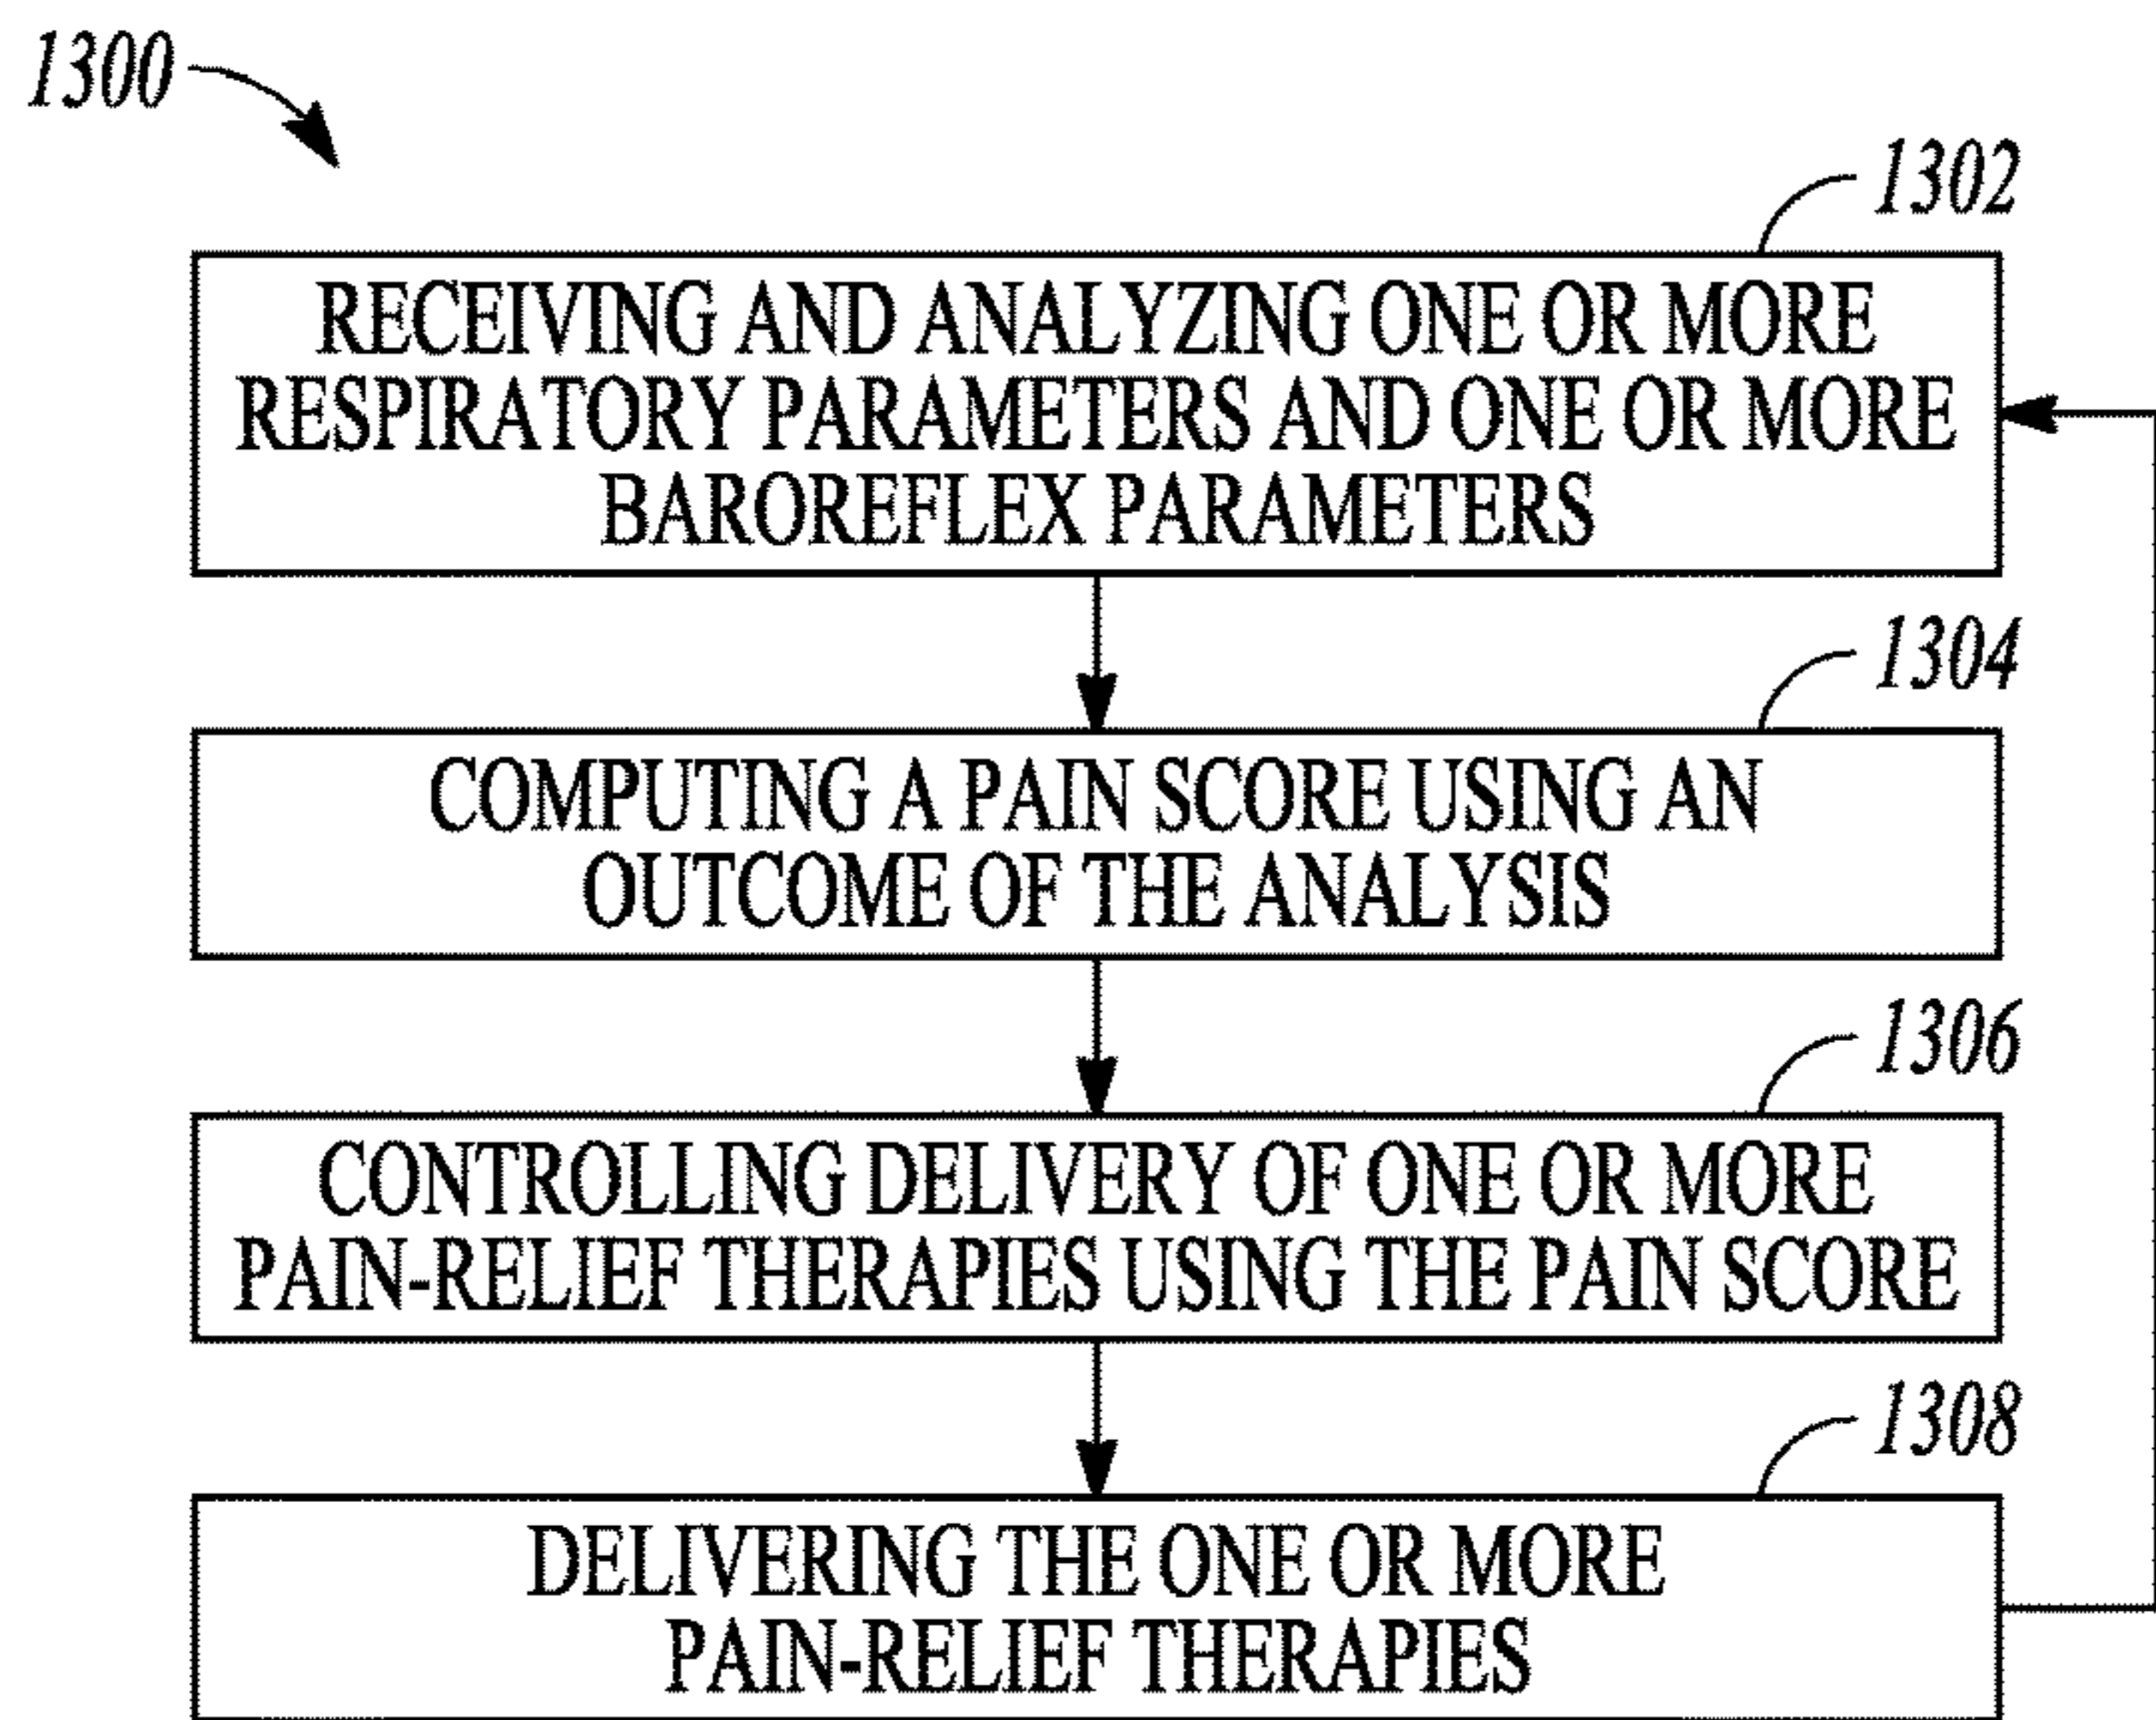 1300
1302
RECEIVING AND ANALYZING ONE OR MORE
RESPIRATORY PARAMETERS AND ONE OR MORE
BAROREFLEX PARAMETERS
1304
COMPUTING A PAIN SCORE USING AN
OUTCOME OF THE ANALYSIS
1306
CONTROLLING DELIVERY OF ONE OR MORE
PAIN-RELIEF THERAPIES USING THE PAIN SCORE
1308
DELIVERING THE ONE OR MORE
PAIN-RELIEF THERAPIES